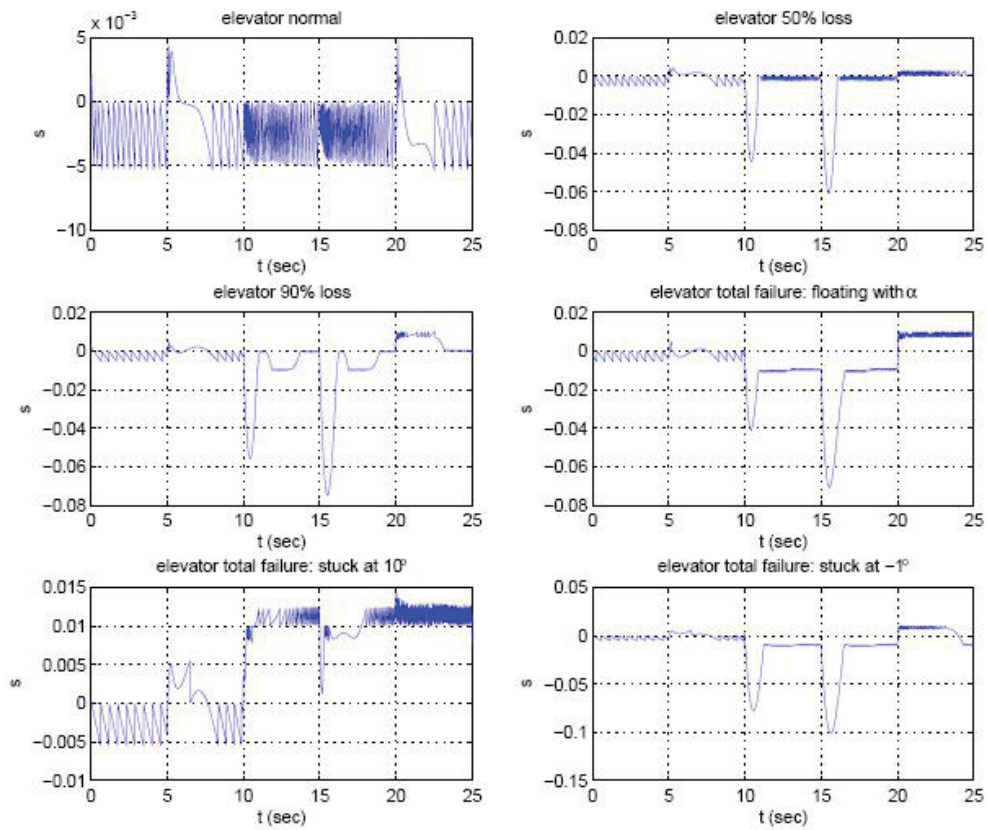 elevator normal
x 10⁻³
5
0
−5
−10
s
0 5 10 15 20 25
t (sec)
elevator 50% loss
0.02
0
−0.02
−0.04
−0.06
−0.08
s
0 5 10 15 20 25
t (sec)
elevator 90% loss
0.02
0
−0.02
−0.04
−0.06
−0.08
s
0 5 10 15 20 25
t (sec)
elevator total failure: floating with α
0.02
0
−0.02
−0.04
−0.06
−0.08
s
0 5 10 15 20 25
t (sec)
elevator total failure: stuck at 10°
0.015
0.01
0.005
0
−0.005
−0.01
s
0 5 10 15 20 25
t (sec)
elevator total failure: stuck at −1°
0.05
0
−0.05
−0.1
−0.15
s
0 5 10 15 20 25
t (sec)